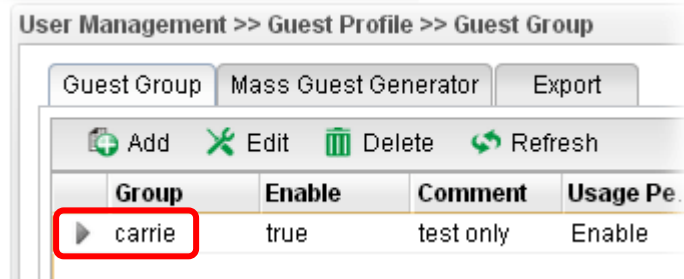 User Management >> Guest Profile >> Guest Group
Guest Group Mass Guest Generator Export
Add Edit Delete Refresh
Group Enable Comment Usage Pe.
carrie true test only Enable